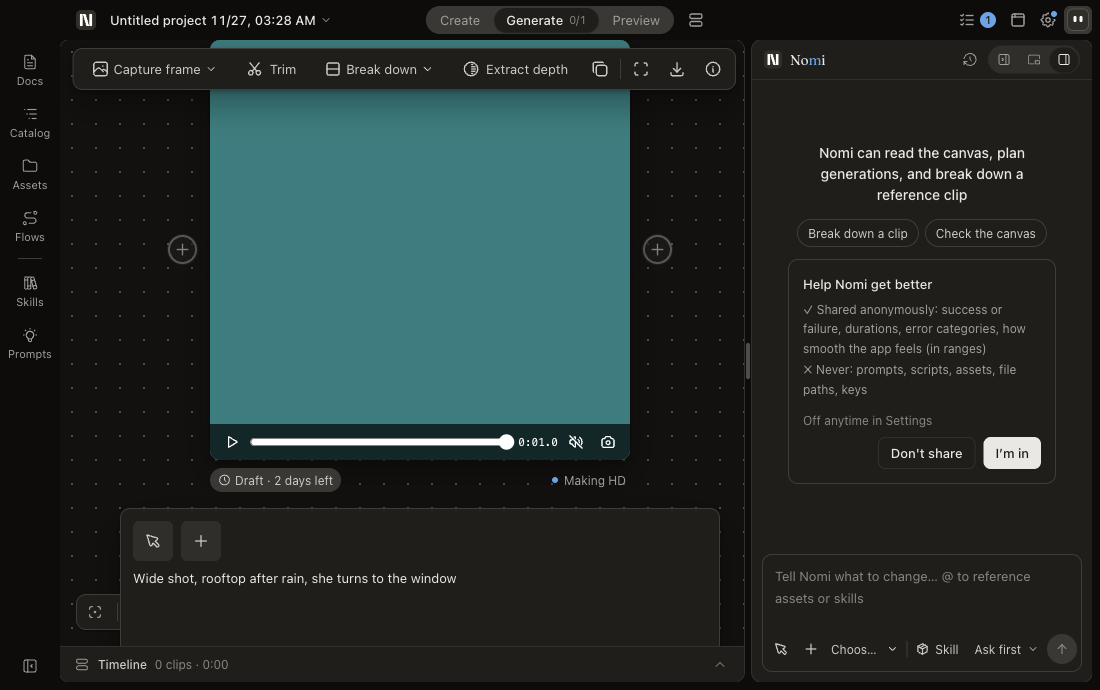 Untitled project 11/27, 03:28 AM
Create
Generate 0/1
Preview
1
Docs
Catalog
Assets
Flows
Skills
Prompts
Capture frame
Trim
Break down
Extract depth
0:01.0
Draft · 2 days left
Making HD
Wide shot, rooftop after rain, she turns to the window
Timeline 0 clips · 0:00
Nomi
Nomi can read the canvas, plan
generations, and break down a
reference clip
Break down a clip
Check the canvas
Help Nomi get better
✓ Shared anonymously: success or
failure, durations, error categories, how
smooth the app feels (in ranges)
✕ Never: prompts, scripts, assets, file
paths, keys
Off anytime in Settings
Don't share
I'm in
Tell Nomi what to change... @ to reference
assets or skills
Choos...
Skill
Ask first